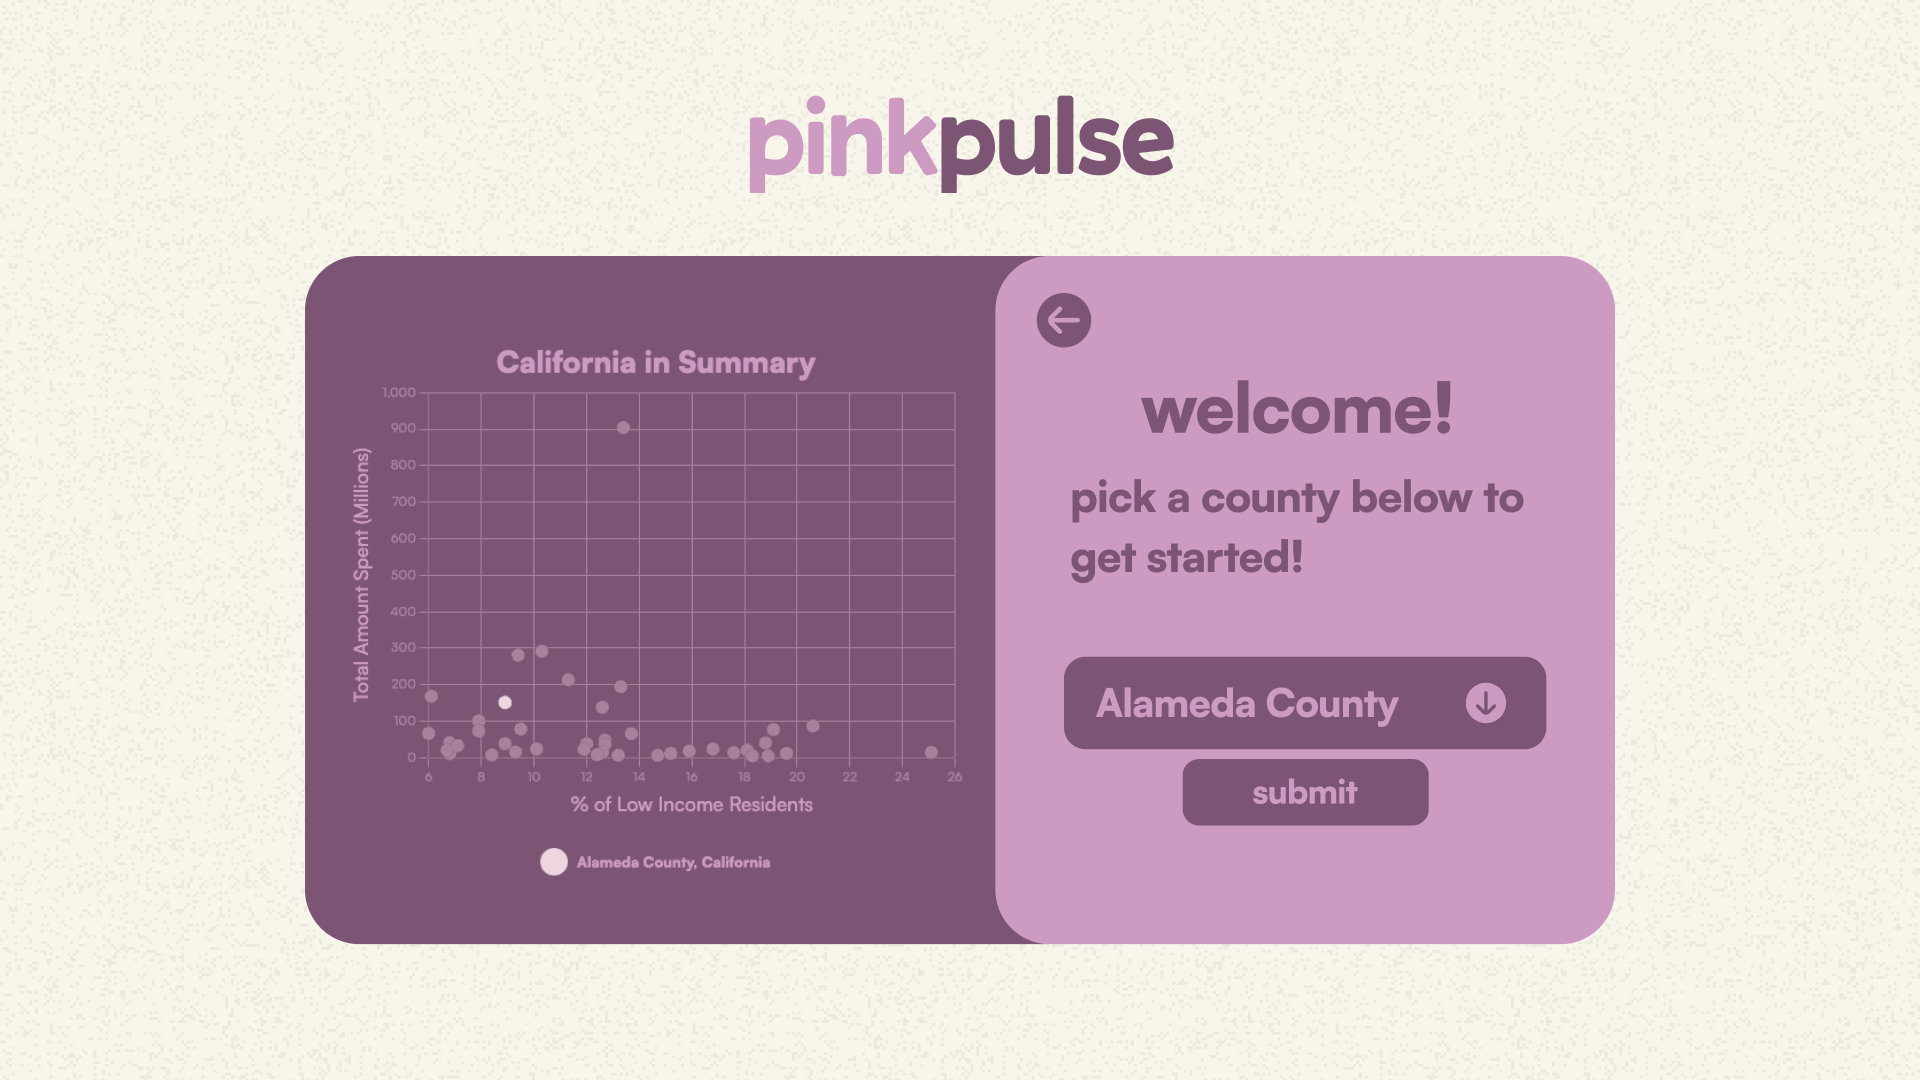 pinkpulse
California in Summary
1,000
900
800
700
600
500
400
300
200
100
0
Total Amount Spent (Millions)
6 8 10 12 14 16 18 20 22 24 26
% of Low Income Residents
Alameda County, California
welcome!
pick a county below to
get started!
Alameda County
submit